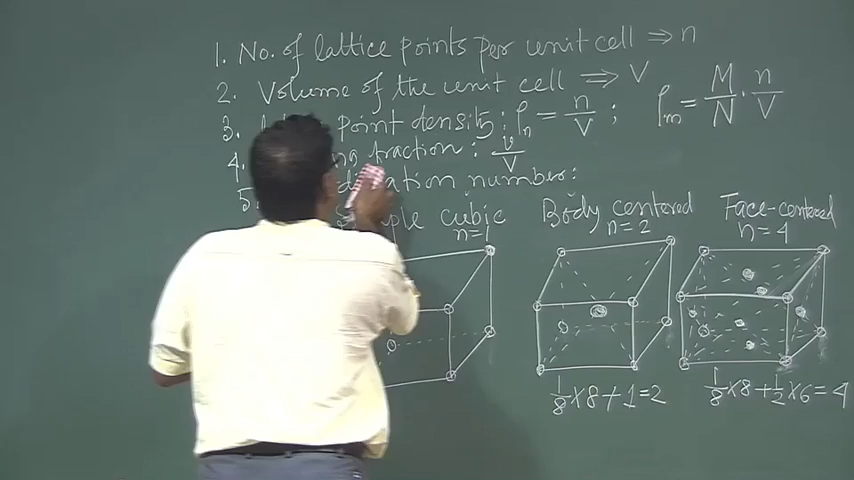 1. No. of lattice points per unit cell ⇒ n
2. Volume of the unit cell ⇒ V
3. point density: ρn = n/V ; ρm = M/N · n/V
4. fraction: v/V
5. number:
cubic Body centered Face-centered
n=1 n=2 n=4
1/8×8+1=2 1/8×8+1/2×6=4